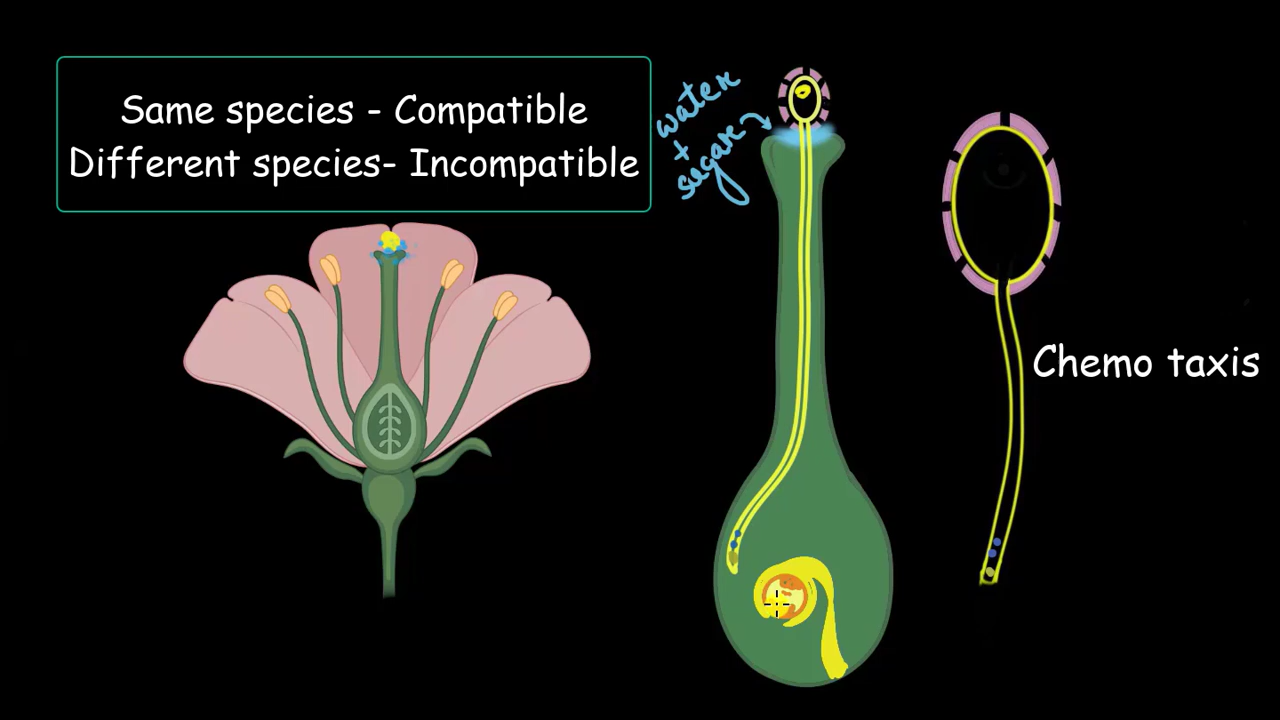 Same species - Compatible
Different species- Incompatible
water
+
sugar
Chemo taxis